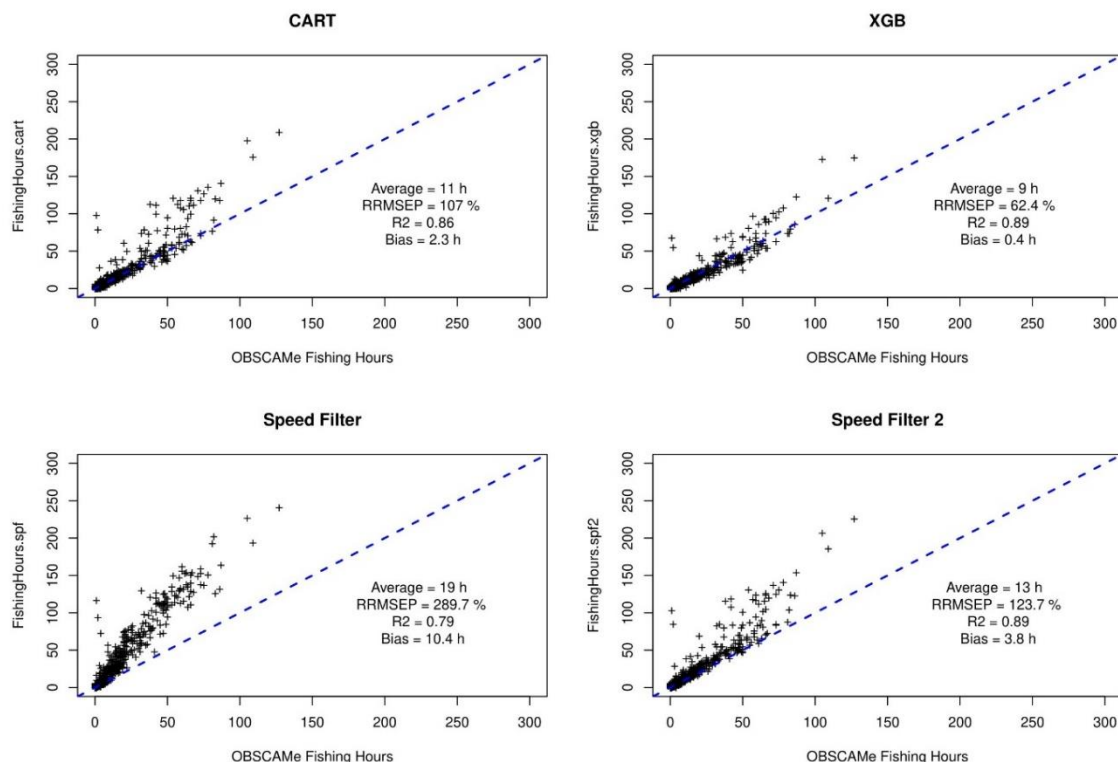 CART
300
250
200
150
100
50
0
FishingHours.cart
Average = 11 h
RRMSEP = 107 %
R2 = 0.86
Bias = 2.3 h
0 50 100 150 200 250 300
OBSCAMe Fishing Hours
XGB
300
250
200
150
100
50
0
FishingHours.xgb
Average = 9 h
RRMSEP = 62.4 %
R2 = 0.89
Bias = 0.4 h
0 50 100 150 200 250 300
OBSCAMe Fishing Hours
Speed Filter
300
250
200
150
100
50
0
FishingHours.spf
Average = 19 h
RRMSEP = 289.7 %
R2 = 0.79
Bias = 10.4 h
0 50 100 150 200 250 300
OBSCAMe Fishing Hours
Speed Filter 2
300
250
200
150
100
50
0
FishingHours.spf2
Average = 13 h
RRMSEP = 123.7 %
R2 = 0.89
Bias = 3.8 h
0 50 100 150 200 250 300
OBSCAMe Fishing Hours